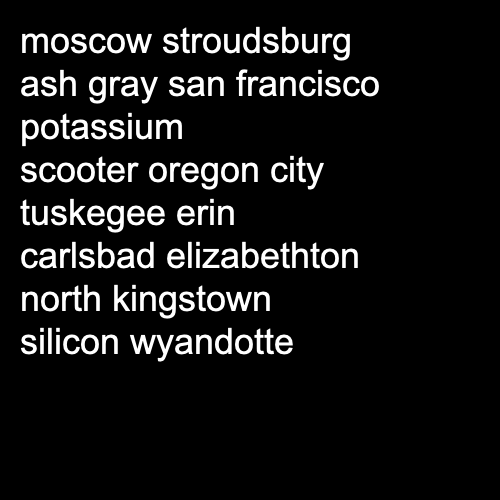 moscow stroudsburg
ash gray san francisco
potassium
scooter oregon city
tuskegee erin
carlsbad elizabethton
north kingstown
silicon wyandotte